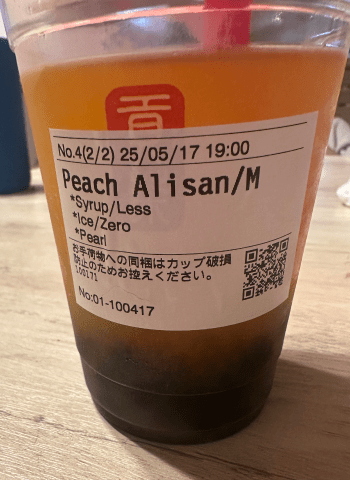 貢
No.4(2/2) 25/05/17 19:00
Peach Alisan/M
*Syrup/Less
*Ice/Zero
*Pearl
お手荷物への同梱はカップ破損
防止のためお控えください。
100171
No:01-100417